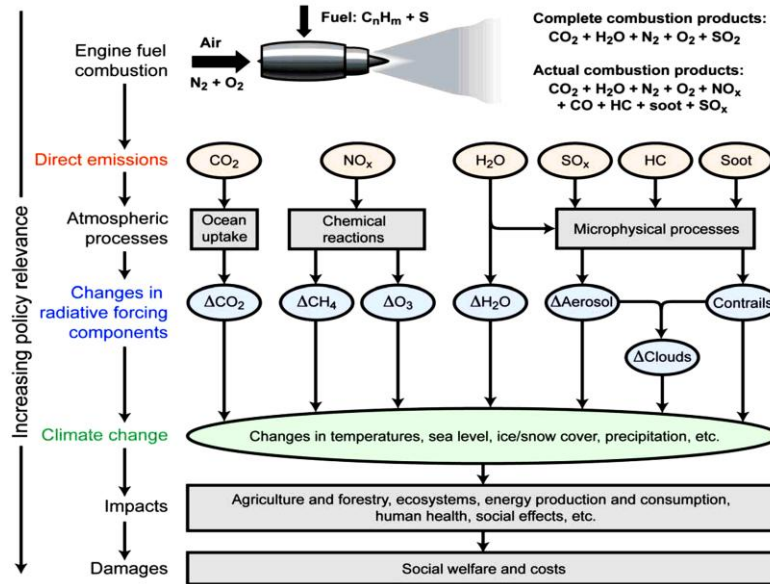 Fuel: CnHm + S
Complete combustion products:
CO2 + H2O + N2 + O2 + SO2
Engine fuel
combustion
Air
N2 + O2
Actual combustion products:
CO2 + H2O + N2 + O2 + NOx
+ CO + HC + soot + SOx
Increasing policy relevance
Direct emissions
CO2
NOx
H2O
SOx
HC
Soot
Atmospheric
processes
Ocean
uptake
Chemical
reactions
Microphysical processes
Changes in
radiative forcing
components
ΔCO2
ΔCH4
ΔO3
ΔH2O
ΔAerosol
Contrails
ΔClouds
Climate change
Changes in temperatures, sea level, ice/snow cover, precipitation, etc.
Impacts
Agriculture and forestry, ecosystems, energy production and consumption,
human health, social effects, etc.
Damages
Social welfare and costs